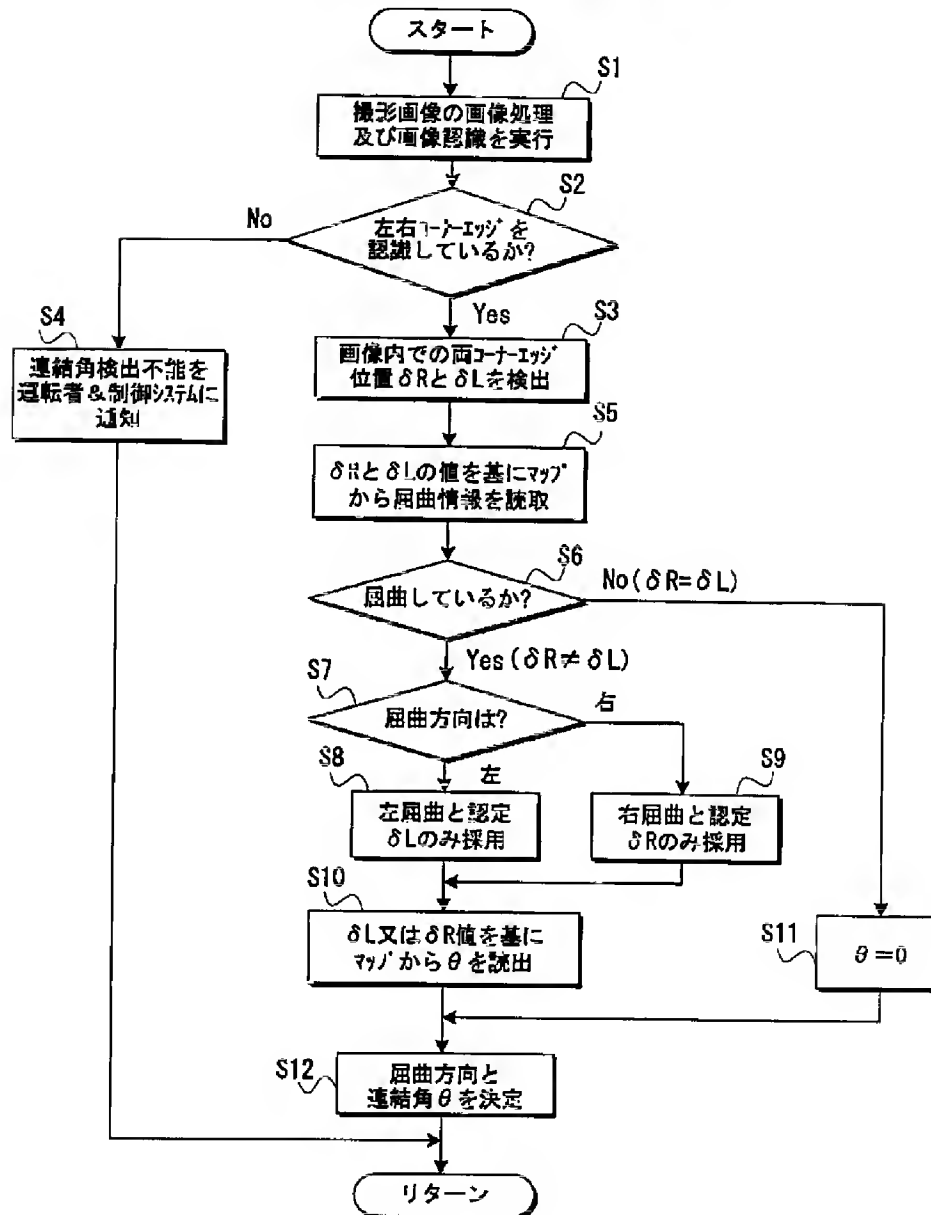 スタート
S1
撮形画像の画像処理
及び画像認識を実行
S2
No
左右コーナーエッジを
認識しているか?
Yes
S3
画像内での両コーナーエッジ
位置δRとδLを検出
S4
連結角検出不能を
運転者&制御システムに
通知
S5
δRとδLの値を基にマップ
から屈曲情報を読取
S6
屈曲しているか?
No(δR=δL)
Yes(δR≠δL)
S7
屈曲方向は?
右
左
S8
左屈曲と認定
δLのみ採用
S9
右屈曲と認定
δRのみ採用
S10
δL又はδR値を基に
マップからθを読出
S11
θ=0
S12
屈曲方向と
連結角θを決定
リターン